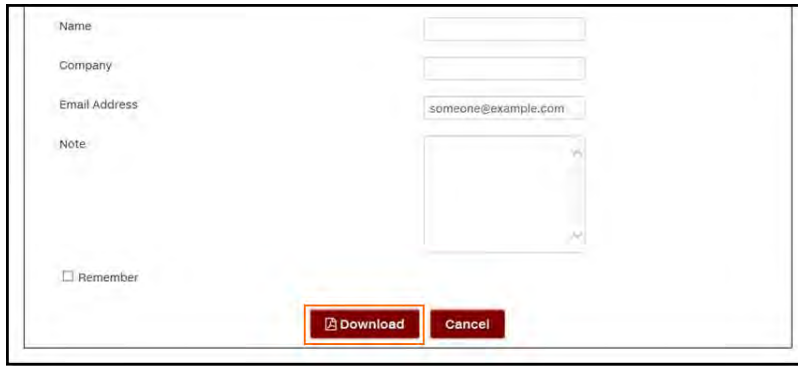 Name
Company
Email Address someone@example.com
Note
Remember
Download Cancel